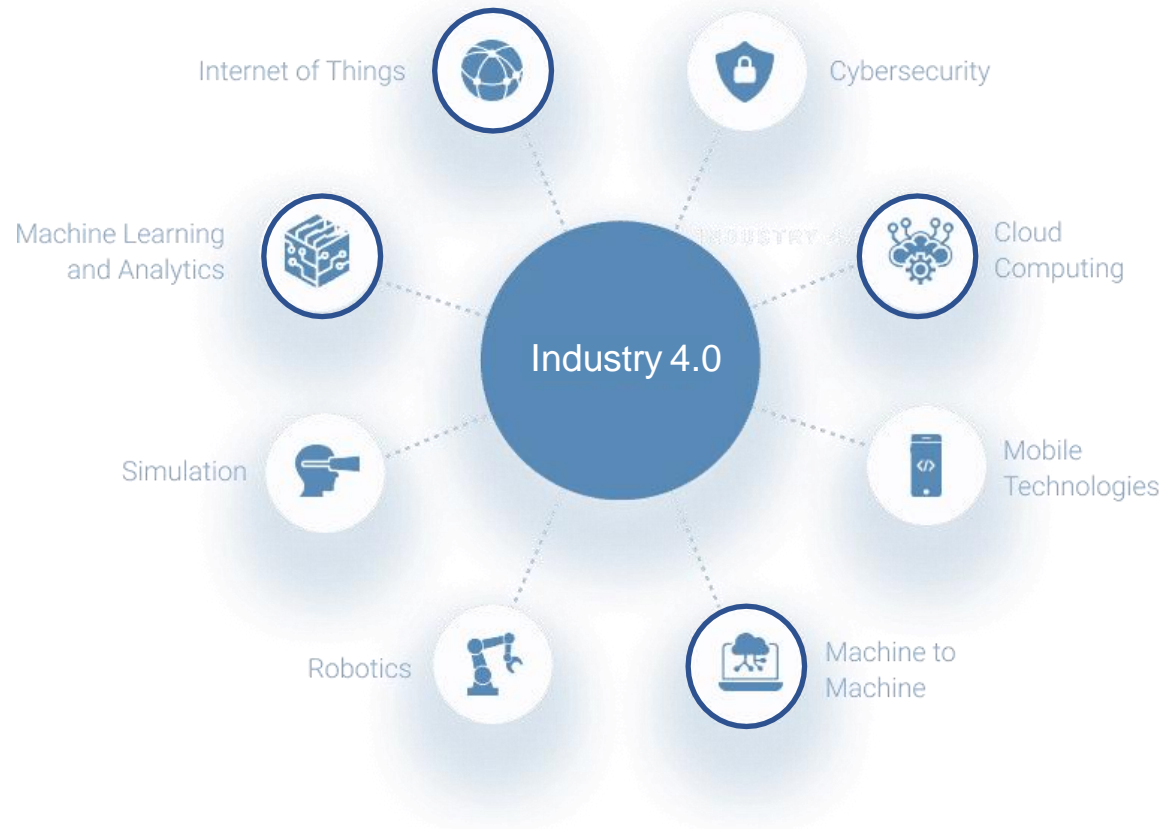 Internet of Things
Cybersecurity
Machine Learning
and Analytics
Cloud
Computing
INDUSTRY
Industry 4.0
Simulation
Mobile
Technologies
</>
Robotics
Machine to
Machine